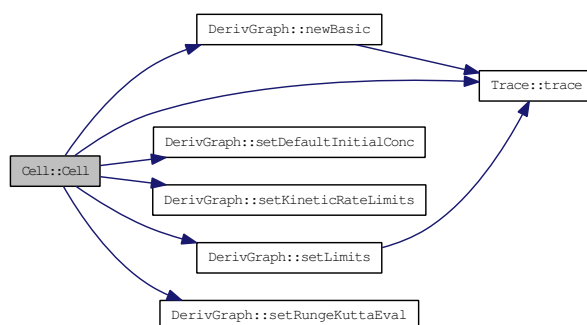 DerivGraph::newBasic
Trace::trace
DerivGraph::setDefaultInitialConc
Cell::Cell
DerivGraph::setKineticRateLimits
DerivGraph::setLimits
DerivGraph::setRungeKuttaEval